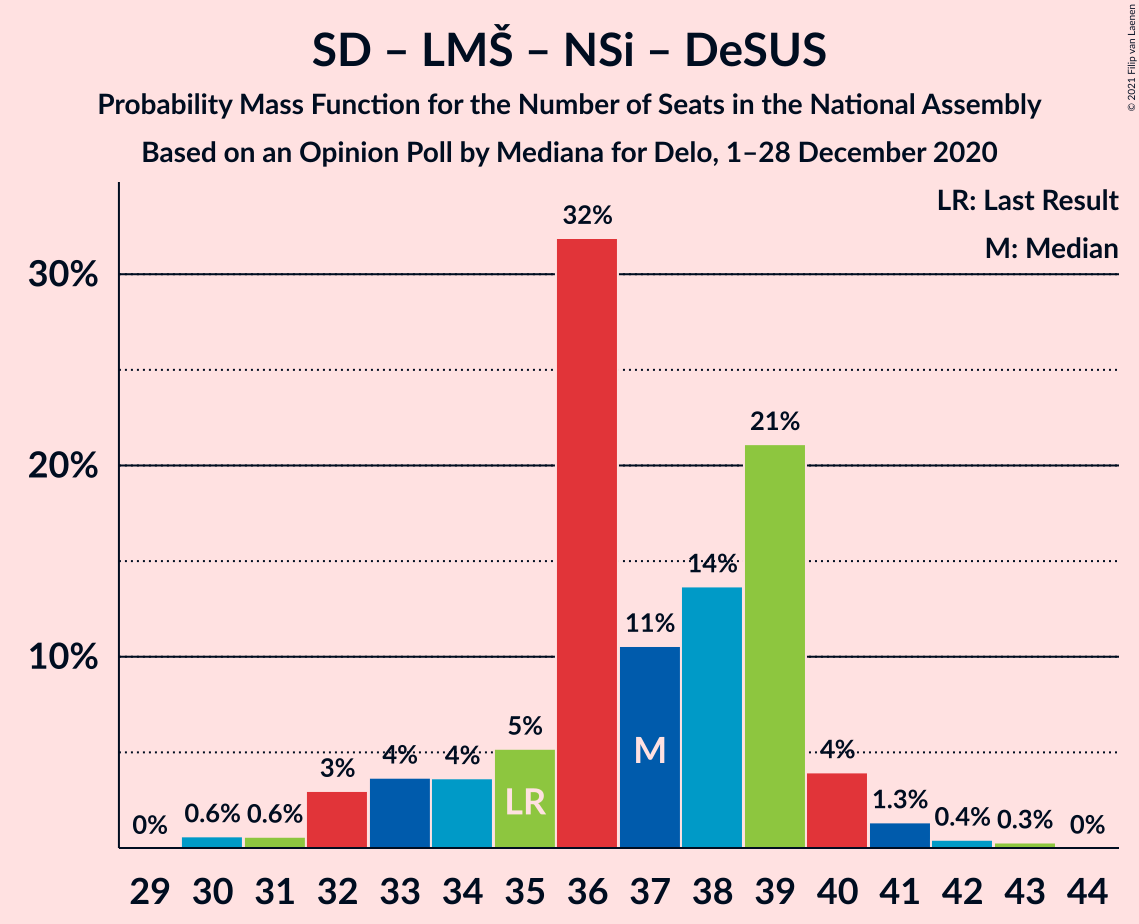 SD – LMŠ – NSi – DeSUS
Probability Mass Function for the Number of Seats in the National Assembly
Based on an Opinion Poll by Mediana for Delo, 1–28 December 2020
© 2021 Filip van Laenen
LR: Last Result
M: Median
30%
20%
10%
0%
0.6%
0.6%
3%
4%
4%
5%
32%
11%
14%
21%
4%
1.3%
0.4%
0.3%
0%
LR
M
29 30 31 32 33 34 35 36 37 38 39 40 41 42 43 44